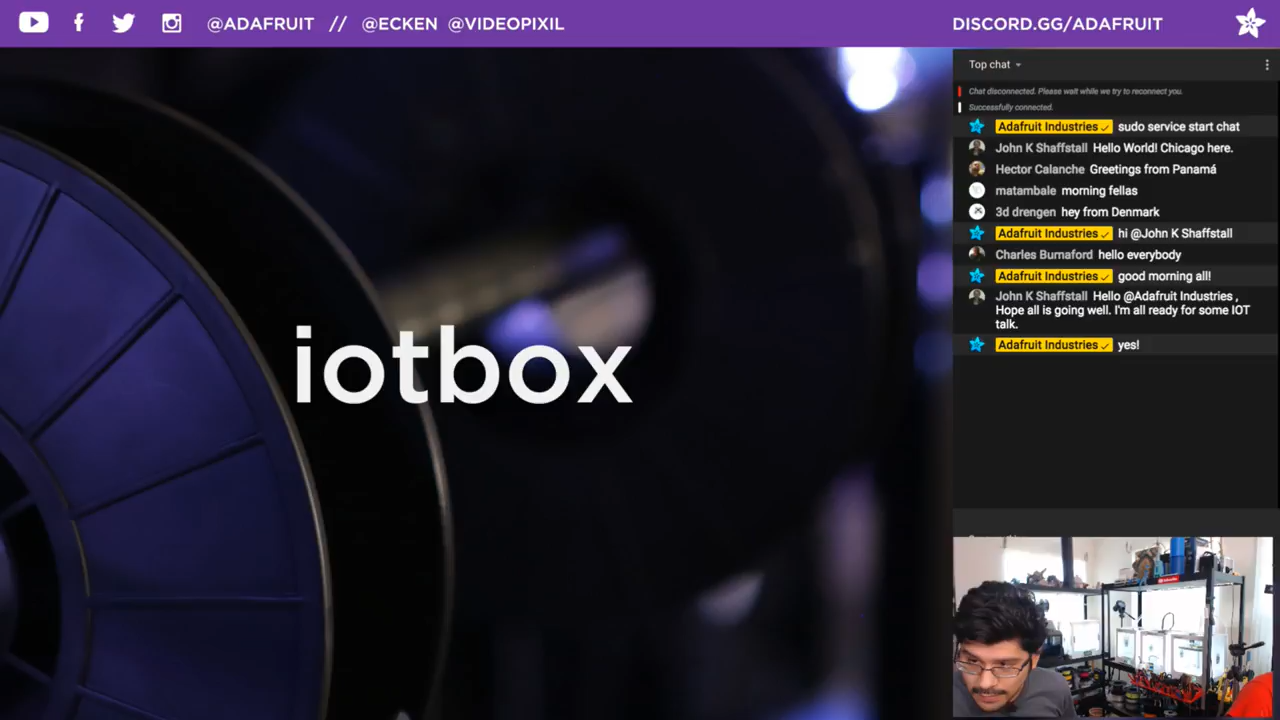 @ADAFRUIT // @ECKEN @VIDEOPIXIL
DISCORD.GG/ADAFRUIT
Top chat
Chat disconnected. Please wait while we try to reconnect you.
Successfully connected.
Adafruit Industries sudo service start chat
John K Shaffstall Hello World! Chicago here.
Hector Calanche Greetings from Panamá
matambale morning fellas
3d drengen hey from Denmark
Adafruit Industries hi @John K Shaffstall
Charles Burnaford hello everybody
Adafruit Industries good morning all!
John K Shaffstall Hello @Adafruit Industries ,
Hope all is going well. I'm all ready for some IOT
talk.
Adafruit Industries yes!
iotbox